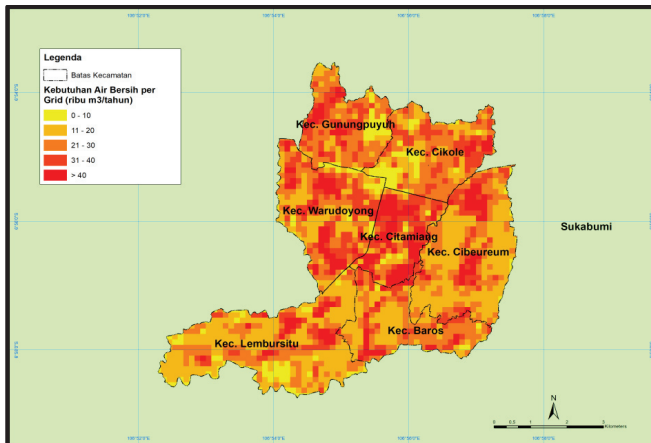 Legenda
Batas Kecamatan
Kebutuhan Air Bersih per
Grid (ribu m3/tahun)
0 - 10
11 - 20
21 - 30
31 - 40
> 40
Kec. Gunungpuyuh
Kec. Cikole
Kec. Warudoyong
Kec. Citamiang
Sukabumi
Kec. Cibeureum
Kec. Baros
Kec. Lembursitu
N
Kilometers